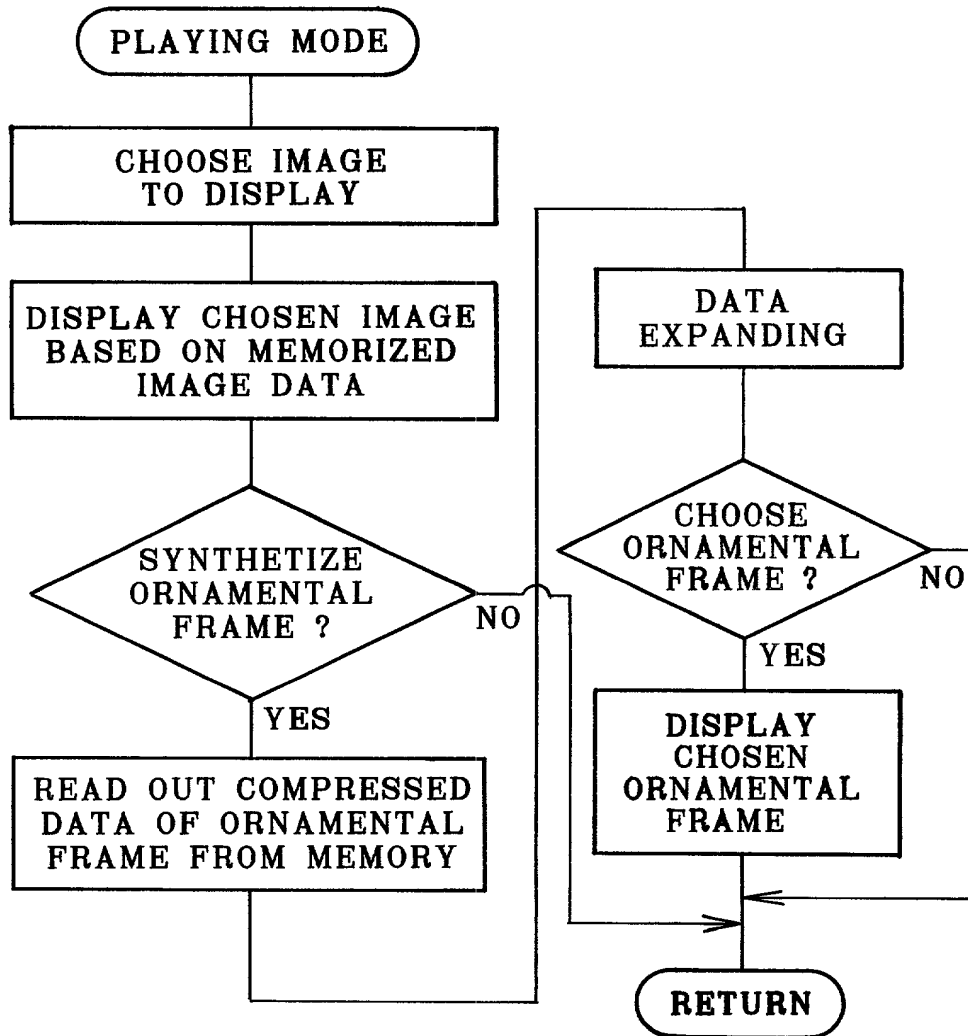 PLAYING MODE
CHOOSE IMAGE
TO DISPLAY
DISPLAY CHOSEN IMAGE
BASED ON MEMORIZED
IMAGE DATA
SYNTHETIZE
ORNAMENTAL
FRAME ?
NO
YES
READ OUT COMPRESSED
DATA OF ORNAMENTAL
FRAME FROM MEMORY
DATA
EXPANDING
CHOOSE
ORNAMENTAL
FRAME ?
NO
YES
DISPLAY
CHOSEN
ORNAMENTAL
FRAME
RETURN